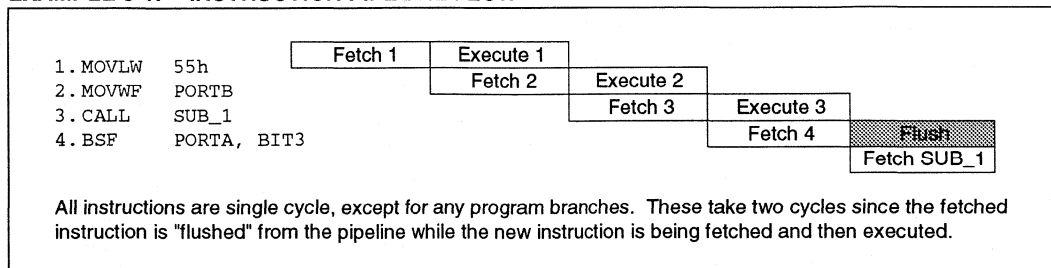 1. MOVLW 55h
2. MOVWF PORTB
3. CALL SUB_1
4. BSF PORTA, BIT3
Fetch 1 Execute 1
Fetch 2 Execute 2
Fetch 3 Execute 3
Fetch 4 Flush
Fetch SUB_1
All instructions are single cycle, except for any program branches. These take two cycles since the fetched
instruction is "flushed" from the pipeline while the new instruction is being fetched and then executed.